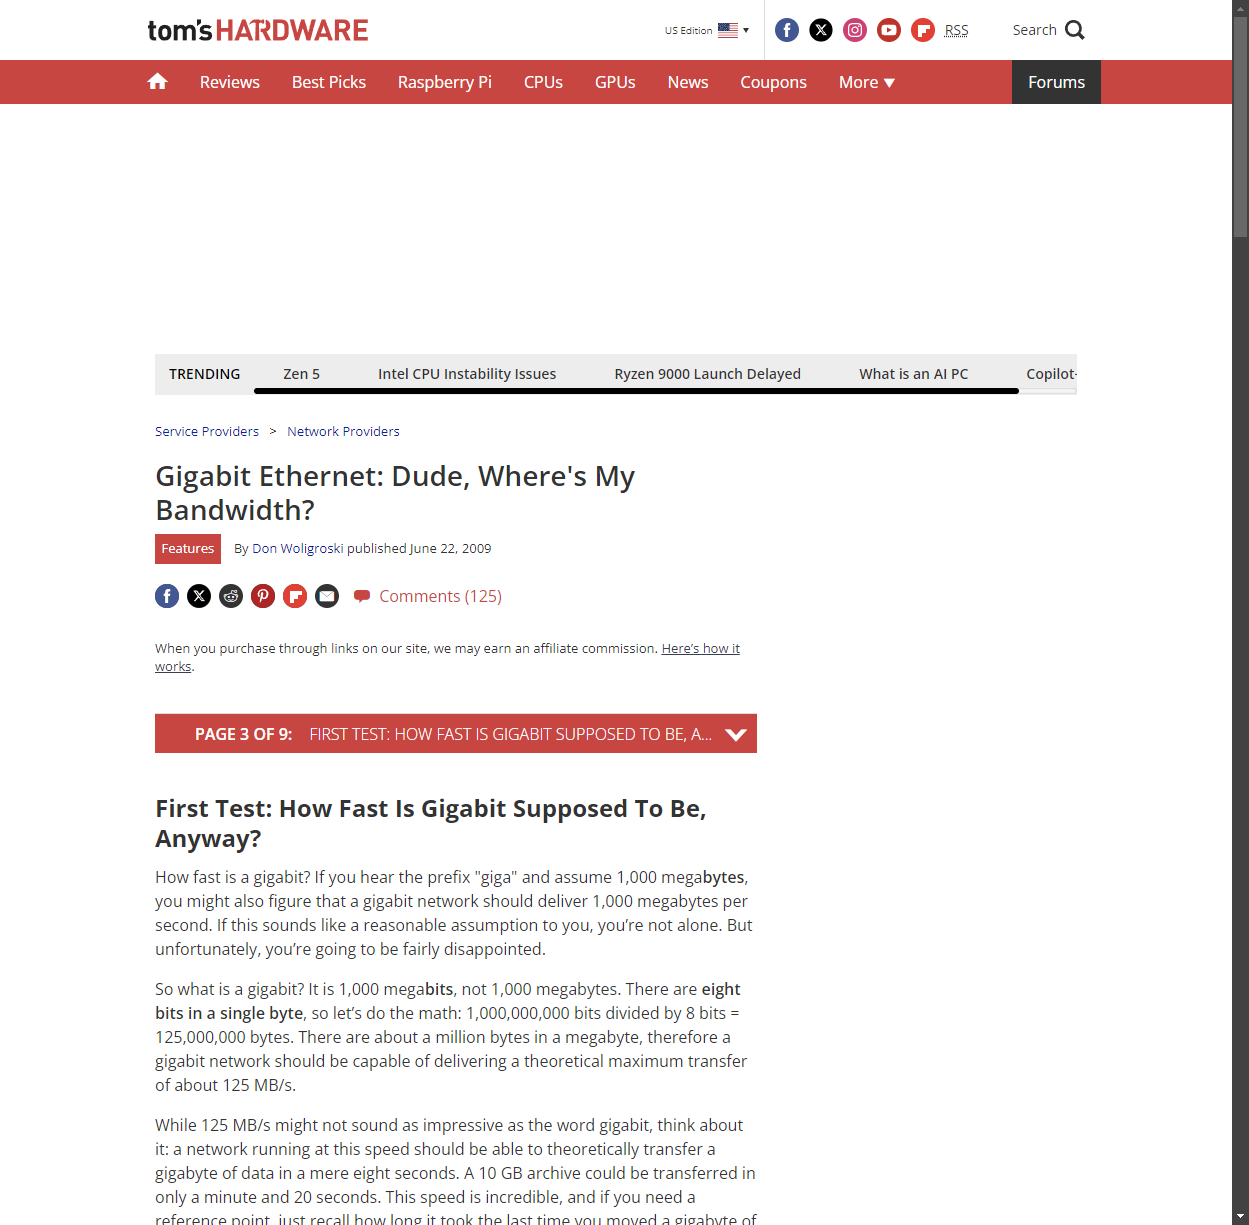 tom's HARDWARE
US Edition ▼
RSS
Search
Reviews Best Picks Raspberry Pi CPUs GPUs News Coupons More ▼ Forums
TRENDING Zen 5 Intel CPU Instability Issues Ryzen 9000 Launch Delayed What is an AI PC Copilot-
Service Providers > Network Providers
Gigabit Ethernet: Dude, Where's My
Bandwidth?
Features By Don Woligroski published June 22, 2009
Comments (125)
When you purchase through links on our site, we may earn an affiliate commission. Here's how it
works.
PAGE 3 OF 9: FIRST TEST: HOW FAST IS GIGABIT SUPPOSED TO BE, A...
First Test: How Fast Is Gigabit Supposed To Be,
Anyway?
How fast is a gigabit? If you hear the prefix "giga" and assume 1,000 megabytes,
you might also figure that a gigabit network should deliver 1,000 megabytes per
second. If this sounds like a reasonable assumption to you, you’re not alone. But
unfortunately, you’re going to be fairly disappointed.
So what is a gigabit? It is 1,000 megabits, not 1,000 megabytes. There are eight
bits in a single byte, so let’s do the math: 1,000,000,000 bits divided by 8 bits =
125,000,000 bytes. There are about a million bytes in a megabyte, therefore a
gigabit network should be capable of delivering a theoretical maximum transfer
of about 125 MB/s.
While 125 MB/s might not sound as impressive as the word gigabit, think about
it: a network running at this speed should be able to theoretically transfer a
gigabyte of data in a mere eight seconds. A 10 GB archive could be transferred in
only a minute and 20 seconds. This speed is incredible, and if you need a
reference point, just recall how long it took the last time you moved a gigabyte of